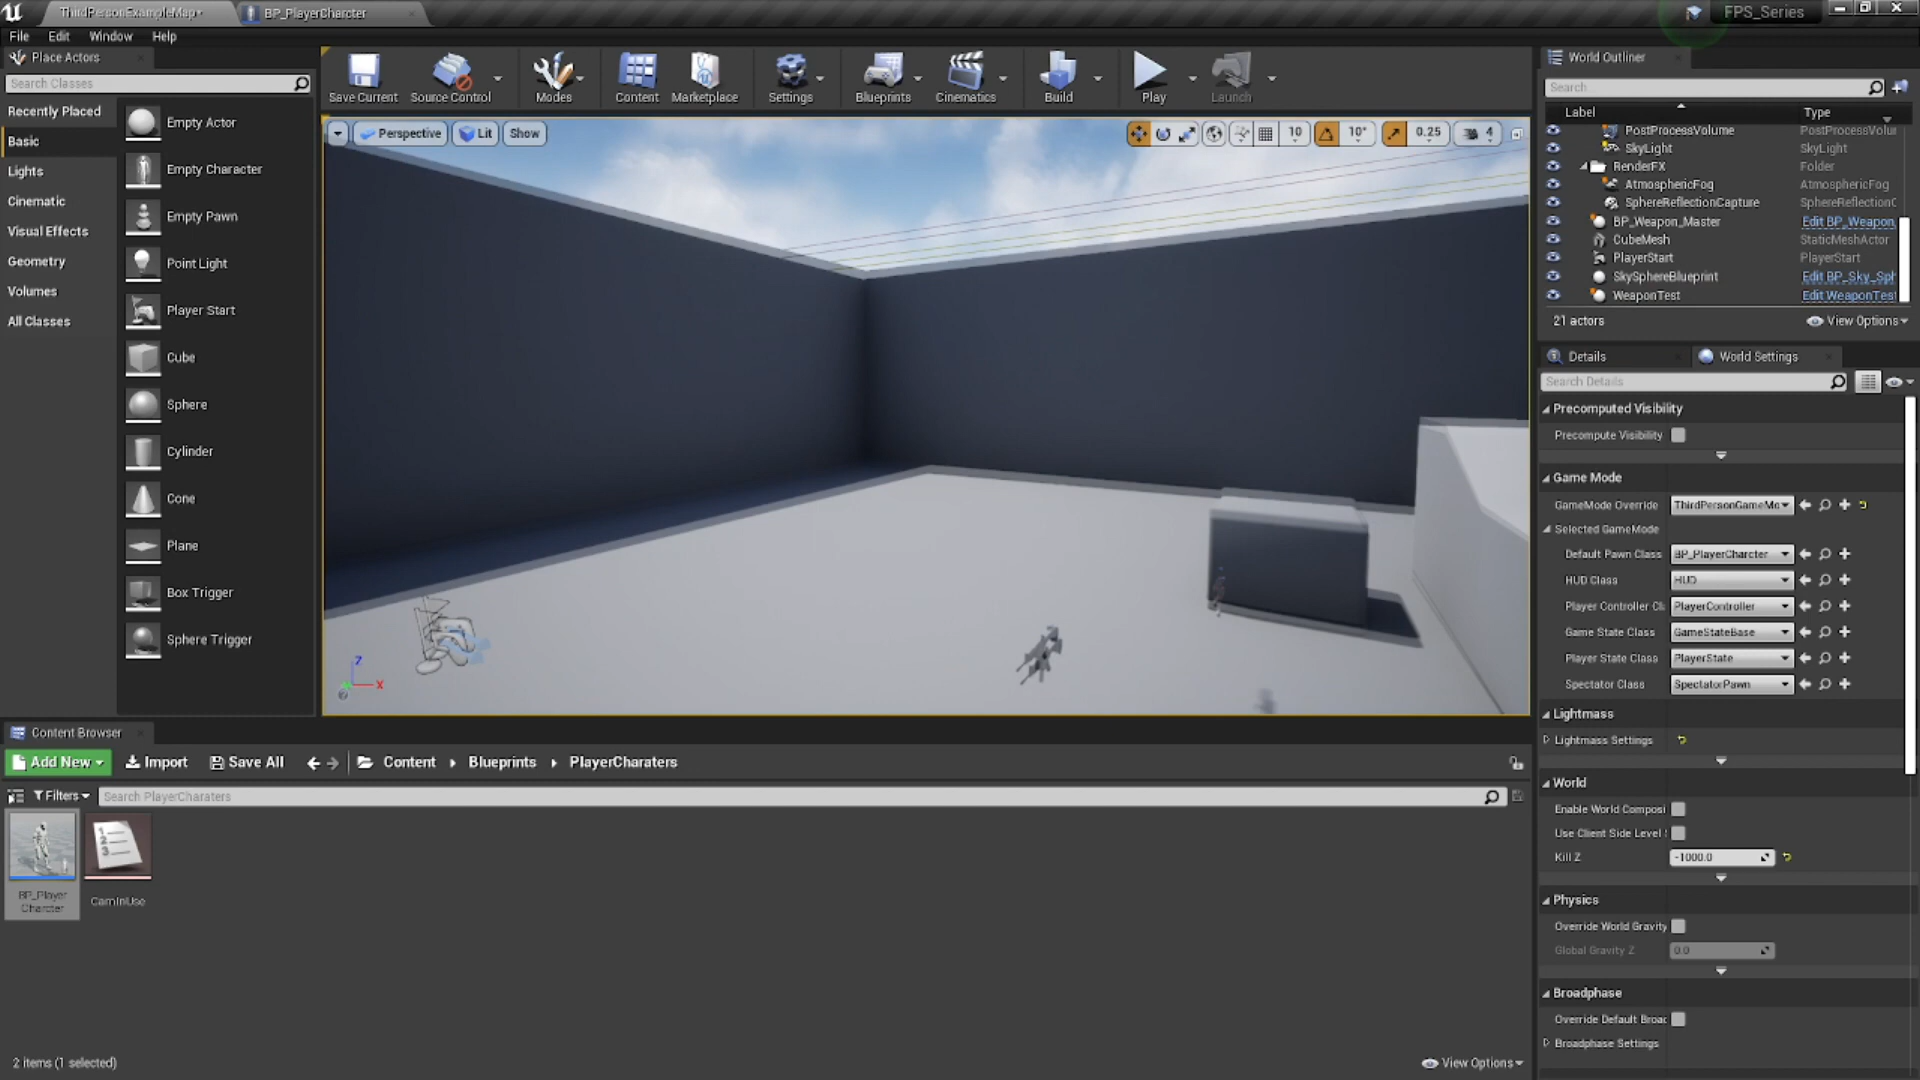 ThirdPersonExampleMap*
BP_PlayerCharcter
FPS_Series
File Edit Window Help
Place Actors
Search Classes
Recently Placed
Basic
Lights
Cinematic
Visual Effects
Geometry
Volumes
All Classes
Empty Actor
Empty Character
Empty Pawn
Point Light
Player Start
Cube
Sphere
Cylinder
Cone
Plane
Box Trigger
Sphere Trigger
Save Current Source Control Modes Content Marketplace Settings Blueprints Cinematics Build Play Launch
Perspective Lit Show
10 10° 0.25 4
Z
X
World Outliner
Search
Label Type
PostProcessVolume PostProcessVolu
SkyLight SkyLight
RenderFX Folder
AtmosphericFog AtmosphericFog
SphereReflectionCapture SphereReflectionC
BP_Weapon_Master Edit BP_Weapon_
CubeMesh StaticMeshActor
PlayerStart PlayerStart
SkySphereBlueprint Edit BP_Sky_Sph
WeaponTest Edit WeaponTest
21 actors View Options
Details World Settings
Search Details
Precomputed Visibility
Precompute Visibility
Game Mode
GameMode Override ThirdPersonGameMo
Selected GameMode
Default Pawn Class BP_PlayerCharcter
HUD Class HUD
Player Controller Cl PlayerController
Game State Class GameStateBase
Player State Class PlayerState
Spectator Class SpectatorPawn
Lightmass
Lightmass Settings
World
Enable World Composi
Use Client Side Level
Kill Z -1000.0
Physics
Override World Gravity
Global Gravity Z 0.0
Broadphase
Override Default Broad
Broadphase Settings
Content Browser
Add New Import Save All Content Blueprints PlayerCharaters
Filters Search PlayerCharaters
BP_Player
Charcter
CamInUse
2 items (1 selected) View Options